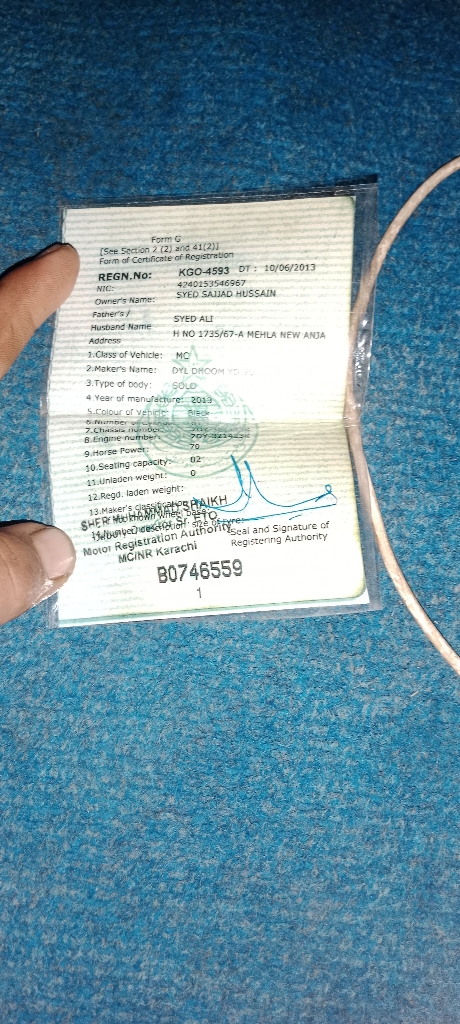 Form G
[See Section 2 (2) and 41(2)]
Form of Certificate of Registration
REGN.No: KGO-4593 DT : 10/06/2013
NIC: 4240153546967
Owner's Name: SYED SAJJAD HUSSAIN
Father's /
Husband Name SYED ALI
Address H NO 1735/67-A MEHLA NEW ANJA
1.Class of Vehicle: MC
2.Maker's Name: DYL DHOOM
3.Type of body: SOLO
4.Year of manufacture: 2013
5.Colour of Vehicle: Black
6.Number of
7.Chassis number:
8.Engine number:
9.Horse Power: 70
10.Seating capacity: 02
11.Unladen weight: 0
12.Regd. laden weight:
13.Maker's classification
SHER MUHAMMED SHAIKH
Motor Registration Authority
MC/NR Karachi
Seal and Signature of
Registering Authority
B0746559
1